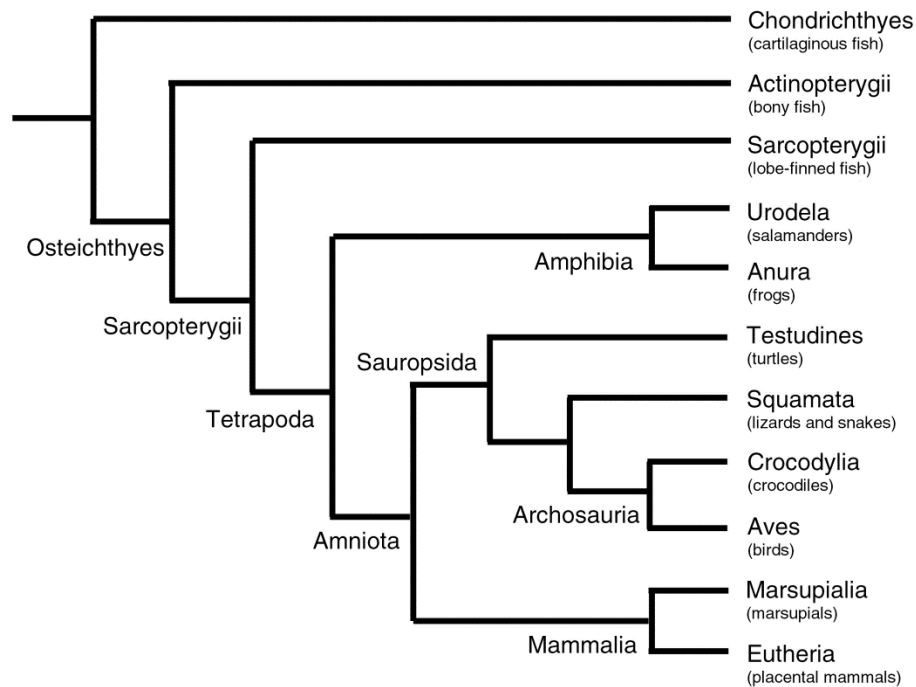 Chondrichthyes
(cartilaginous fish)
Actinopterygii
(bony fish)
Sarcopterygii
(lobe-finned fish)
Urodela
(salamanders)
Osteichthyes
Amphibia
Anura
(frogs)
Sarcopterygii
Testudines
(turtles)
Sauropsida
Squamata
(lizards and snakes)
Tetrapoda
Crocodylia
(crocodiles)
Archosauria
Aves
(birds)
Amniota
Marsupialia
(marsupials)
Mammalia
Eutheria
(placental mammals)